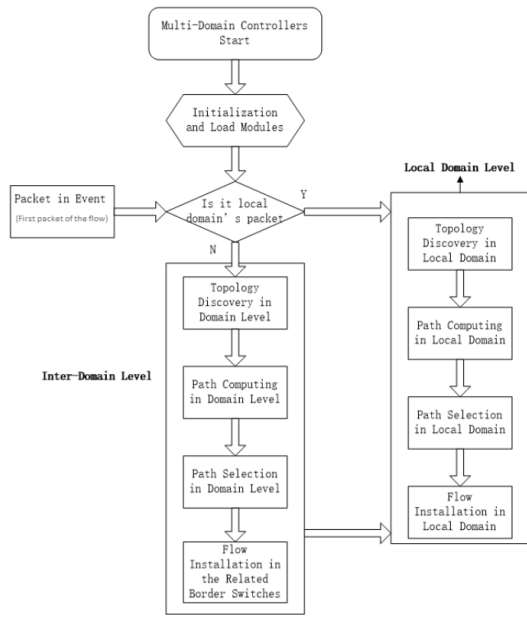 Multi-Domain Controllers
Start
Initialization
and Load Modules
Local Domain Level
Packet in Event
(First packet of the flow)
Is it local
domain's packet
Y
N
Topology
Discovery in
Local Domain
Topology
Discovery in
Domain Level
Path Computing
in Local Domain
Inter-Domain Level
Path Computing
in Domain Level
Path Selection
in Local Domain
Path Selection
in Domain Level
Flow
Installation in
Local Domain
Flow
Installation in
the Related
Border Switches